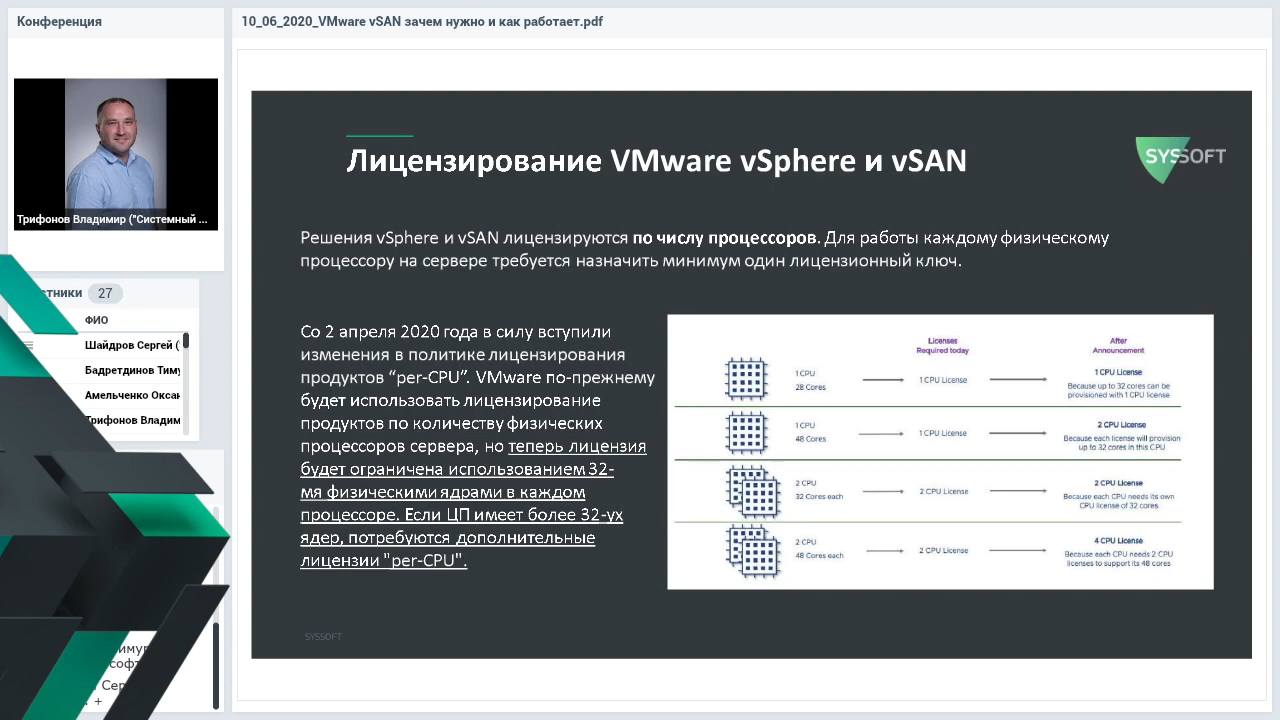 Конференция
10_06_2020_VMware vSAN зачем нужно и как работает.pdf
Трифонов Владимир ("Системный ...
27
ФИО
Шайдров Сергей (
Бадретдинов Тиму
Амельченко Оксан
Трифонов Владим
Лицензирование VMware vSphere и vSAN
SYSSOFT
Решения vSphere и vSAN лицензируются по числу процессоров. Для работы каждому физическому
процессору на сервере требуется назначить минимум один лицензионный ключ.
Со 2 апреля 2020 года в силу вступили
изменения в политике лицензирования
продуктов “per-CPU”. VMware по-прежнему
будет использовать лицензирование
продуктов по количеству физических
процессоров сервера, но теперь лицензия
будет ограничена использованием 32-
мя физическими ядрами в каждом
процессоре. Если ЦП имеет более 32-ух
ядер, потребуются дополнительные
лицензии "per-CPU".
Licenses
Required today
After
Announcement
1 CPU
28 Cores
1 CPU License
1 CPU License
Because up to 32 cores can be
provisioned with 1 CPU license
1 CPU
48 Cores
1 CPU License
2 CPU License
Because each license will provision
up to 32 cores in this CPU
2 CPU
32 Cores each
2 CPU License
2 CPU License
Because each CPU needs its own
CPU license of 32 cores
2 CPU
48 Cores each
2 CPU License
4 CPU License
Because each CPU needs 2 CPU
licenses to support its 48 cores
SYSSOFT